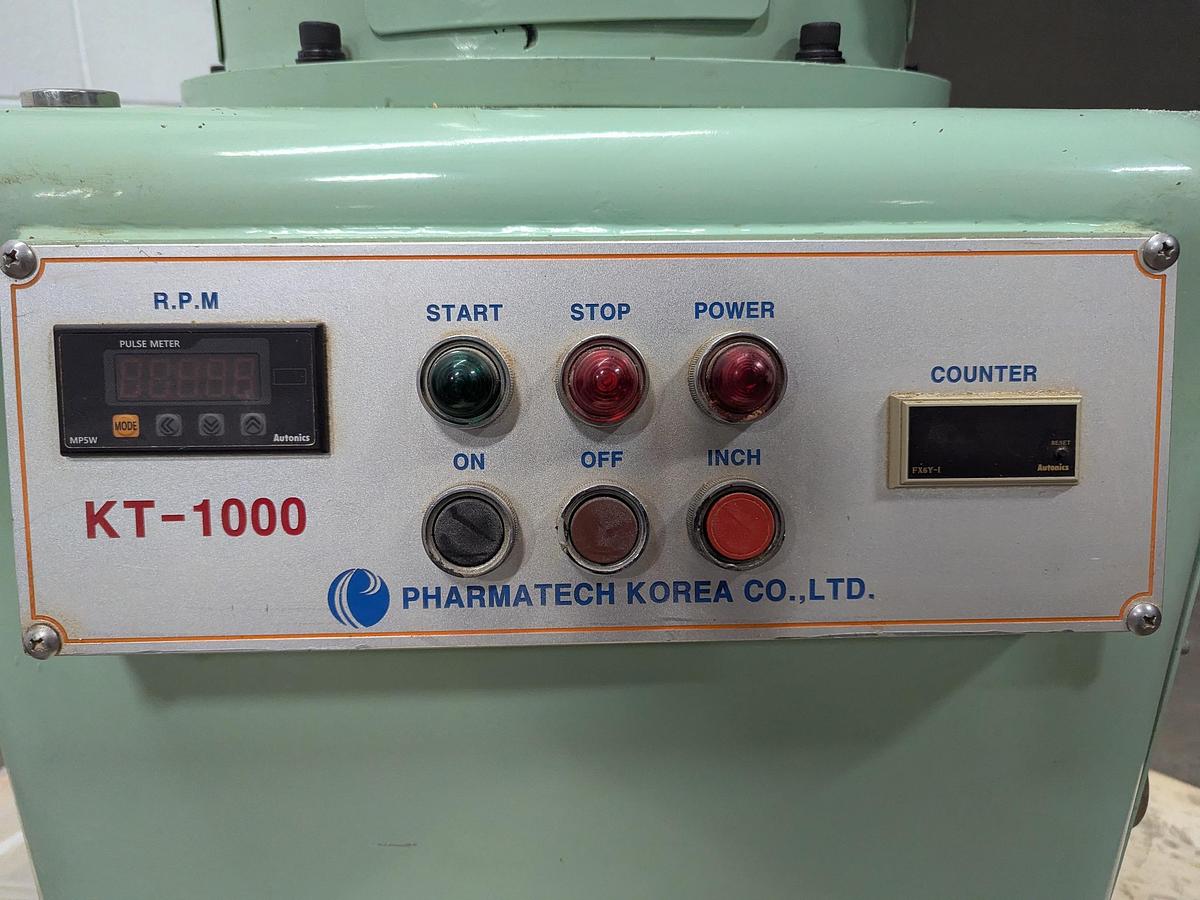 R.P.M
PULSE METER
MODE
MP5W
Autonics
KT-1000
START
STOP
POWER
ON
OFF
INCH
COUNTER
RESET
FX6Y-I
Autonics
PHARMATECH KOREA CO.,LTD.